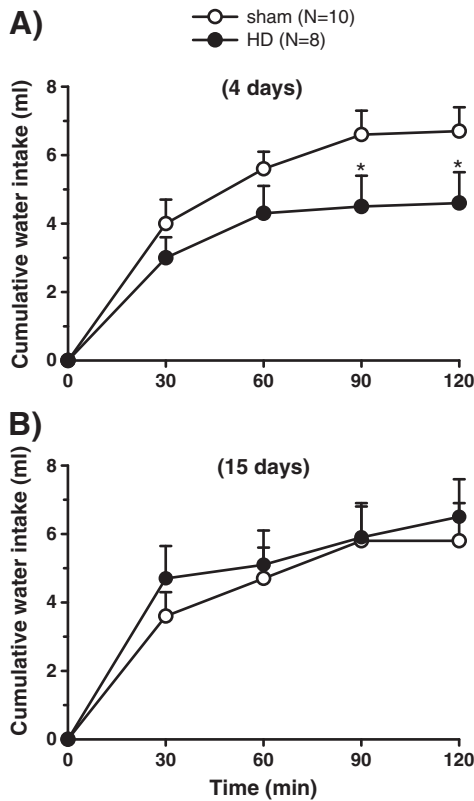 A)
sham (N=10)
HD (N=8)
(4 days)
Cumulative water intake (ml)
8
6
4
2
0
* *
0 30 60 90 120
B)
(15 days)
Cumulative water intake (ml)
8
6
4
2
0
0 30 60 90 120
Time (min)